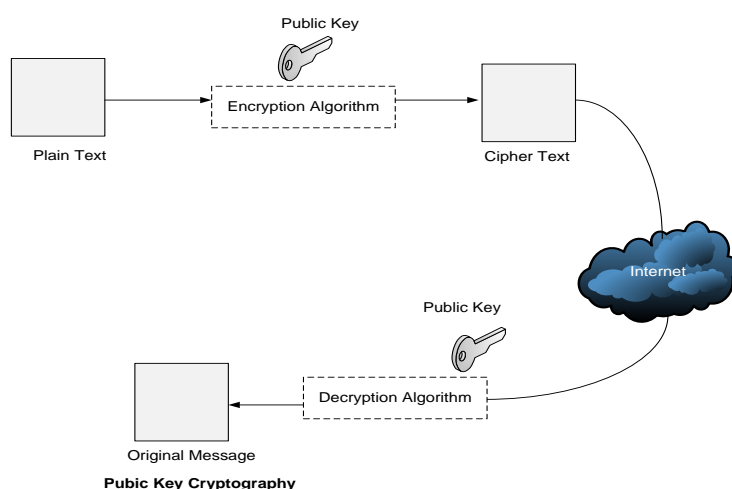 Public Key
Encryption Algorithm
Plain Text
Cipher Text
Internet
Public Key
Decryption Algorithm
Original Message
Pubic Key Cryptography